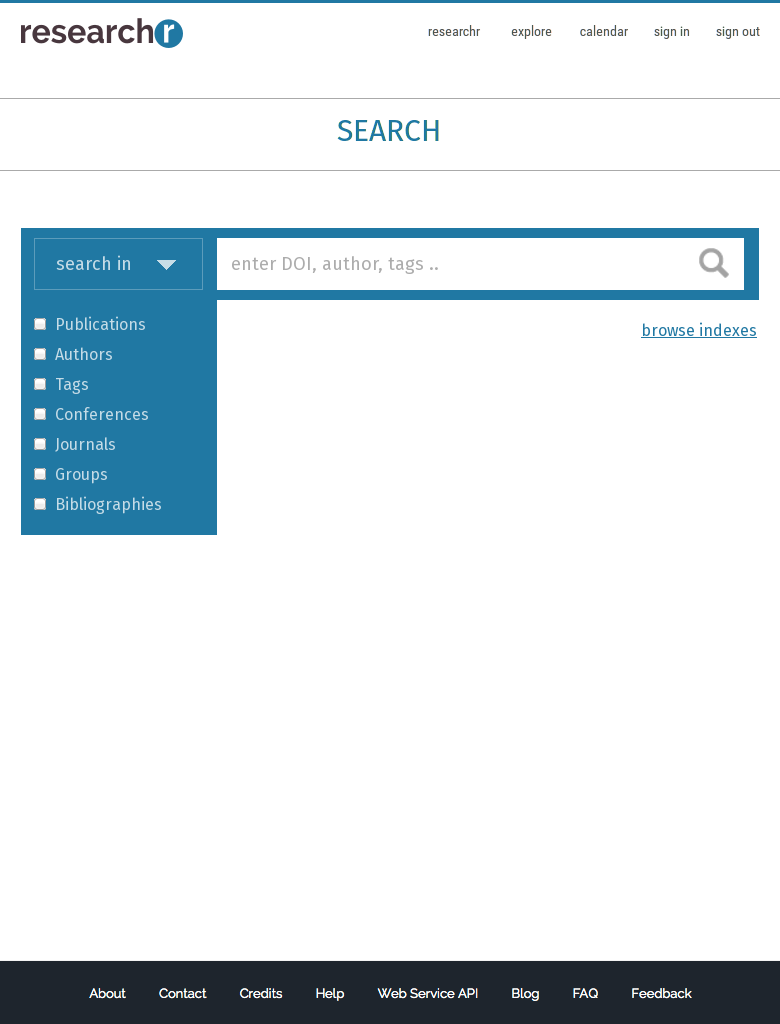 researchr
researchr explore calendar sign in sign out
SEARCH
search in
enter DOI, author, tags ..
browse indexes
Publications
Authors
Tags
Conferences
Journals
Groups
Bibliographies
About Contact Credits Help Web Service API Blog FAQ Feedback